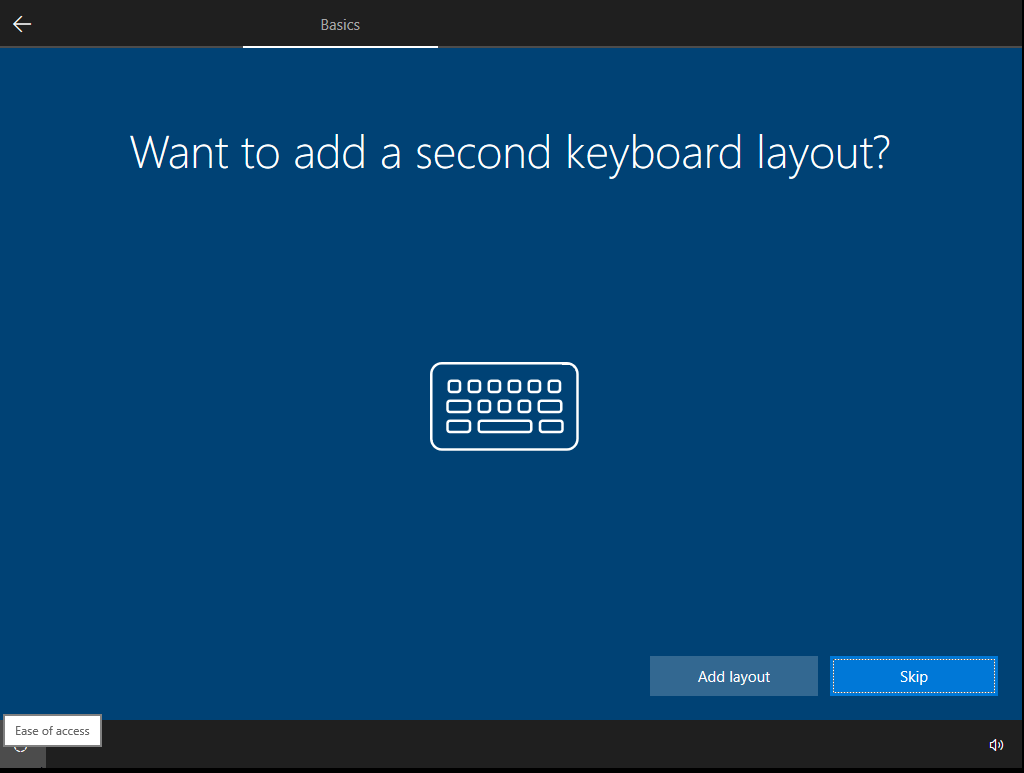 Basics
Want to add a second keyboard layout?
Add layout
Skip
Ease of access